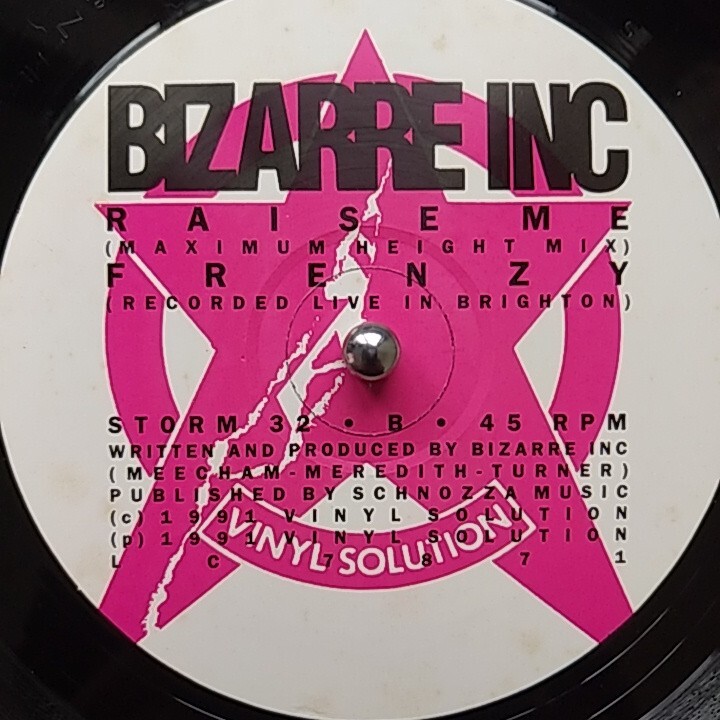 BIZARRE INC
RAISE ME
(MAXIMUM HEIGHT MIX)
FRENZY
(RECORDED LIVE IN BRIGHTON)
STORM 32 • B • 45 RPM
WRITTEN AND PRODUCED BY BIZARRE INC
(MEECHAM-MEREDITH-TURNER)
PUBLISHED BY SCHNOZZA MUSIC
(c) 1991 VINYL SOLUTION
(p) 1991 VINYL SOLUTION
LC 7871
VINYL SOLUTION